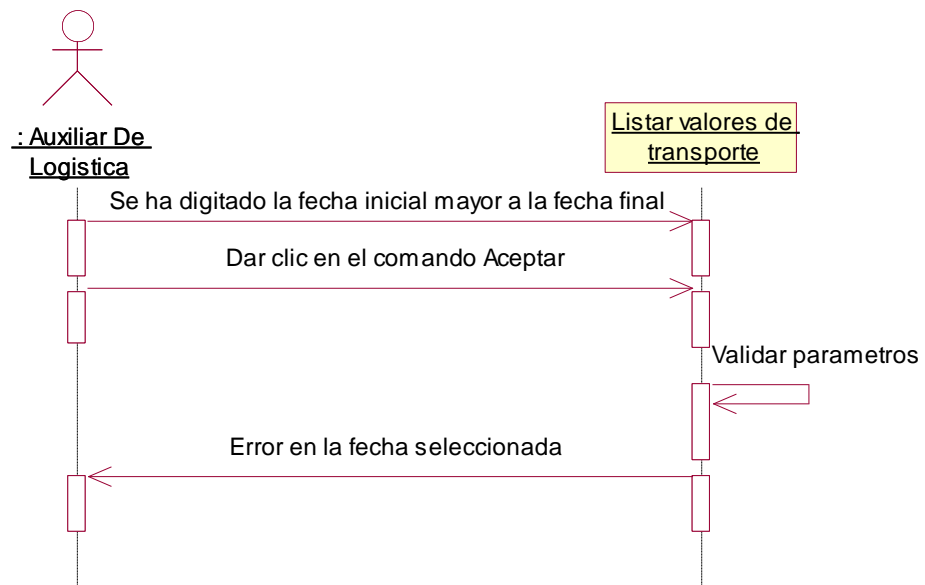 : Auxiliar De
Logistica
Listar valores de
transporte
Se ha digitado la fecha inicial mayor a la fecha final
Dar clic en el comando Aceptar
Validar parametros
Error en la fecha seleccionada